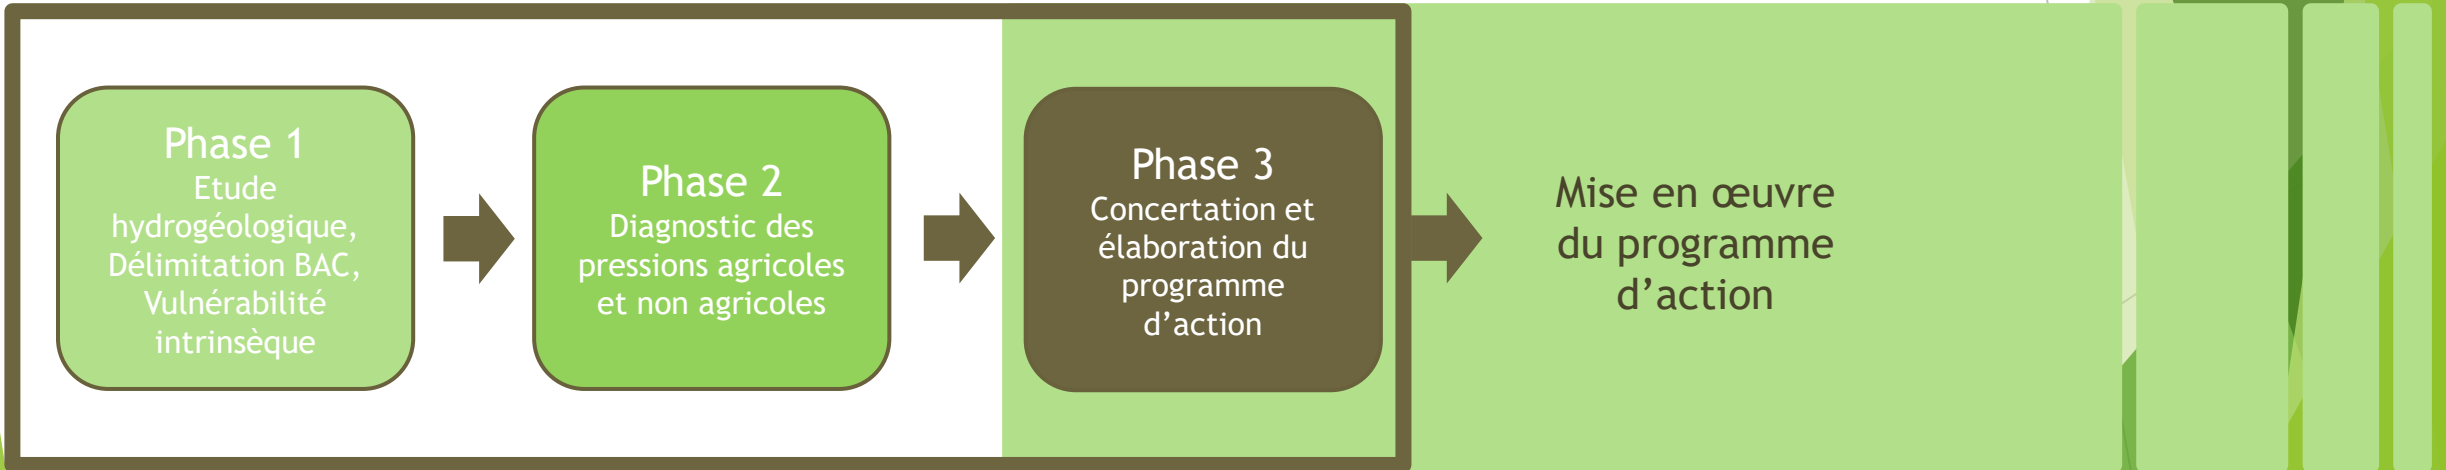 Phase 1
Etude
hydrogéologique,
Délimitation BAC,
Vulnérabilité
intrinsèque
Phase 2
Diagnostic des
pressions agricoles
et non agricoles
Phase 3
Concertation et
élaboration du
programme
d’action
Mise en œuvre
du programme
d’action